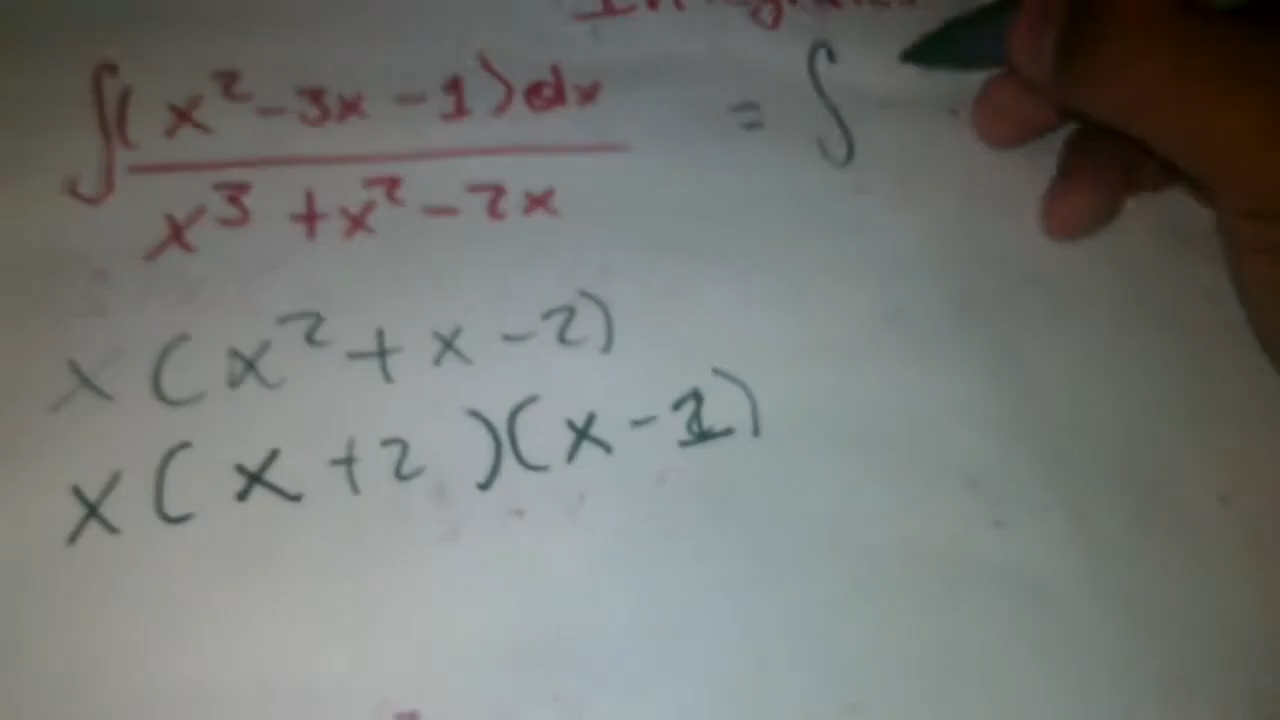 ∫ (x² - 3x - 1) dx / x³ + x² - 2x = ∫
x (x² + x - 2)
x (x + 2) (x - 1)